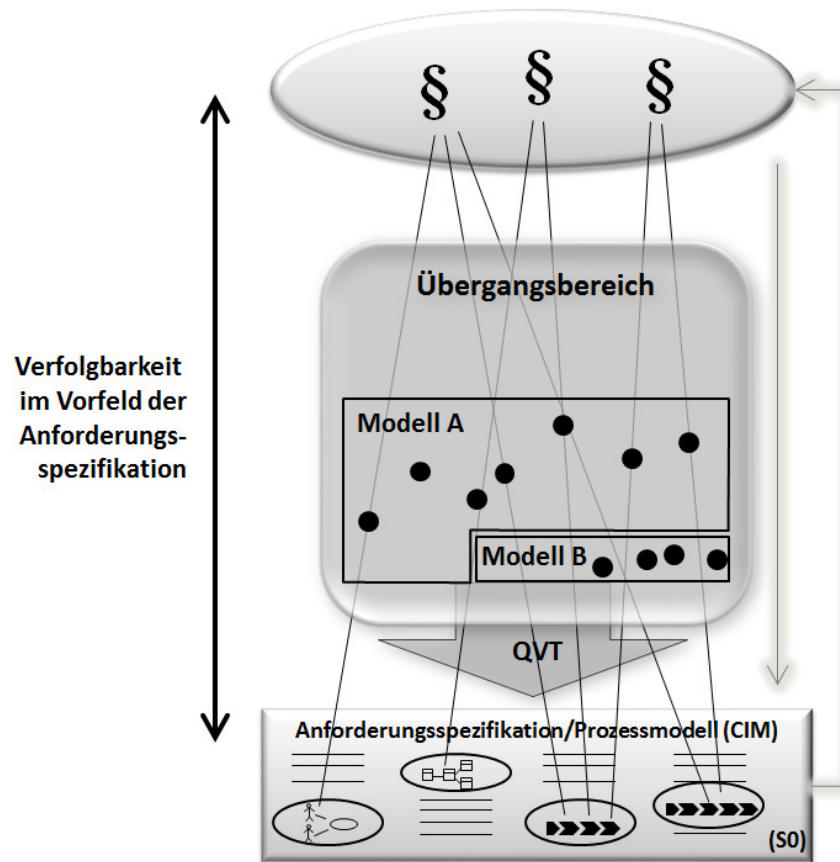 § § §
Übergangsbereich
Verfolgbarkeit
im Vorfeld der
Anforderungs-
spezifikation
Modell A
Modell B
QVT
Anforderungsspezifikation/Prozessmodell (CIM)
(S0)